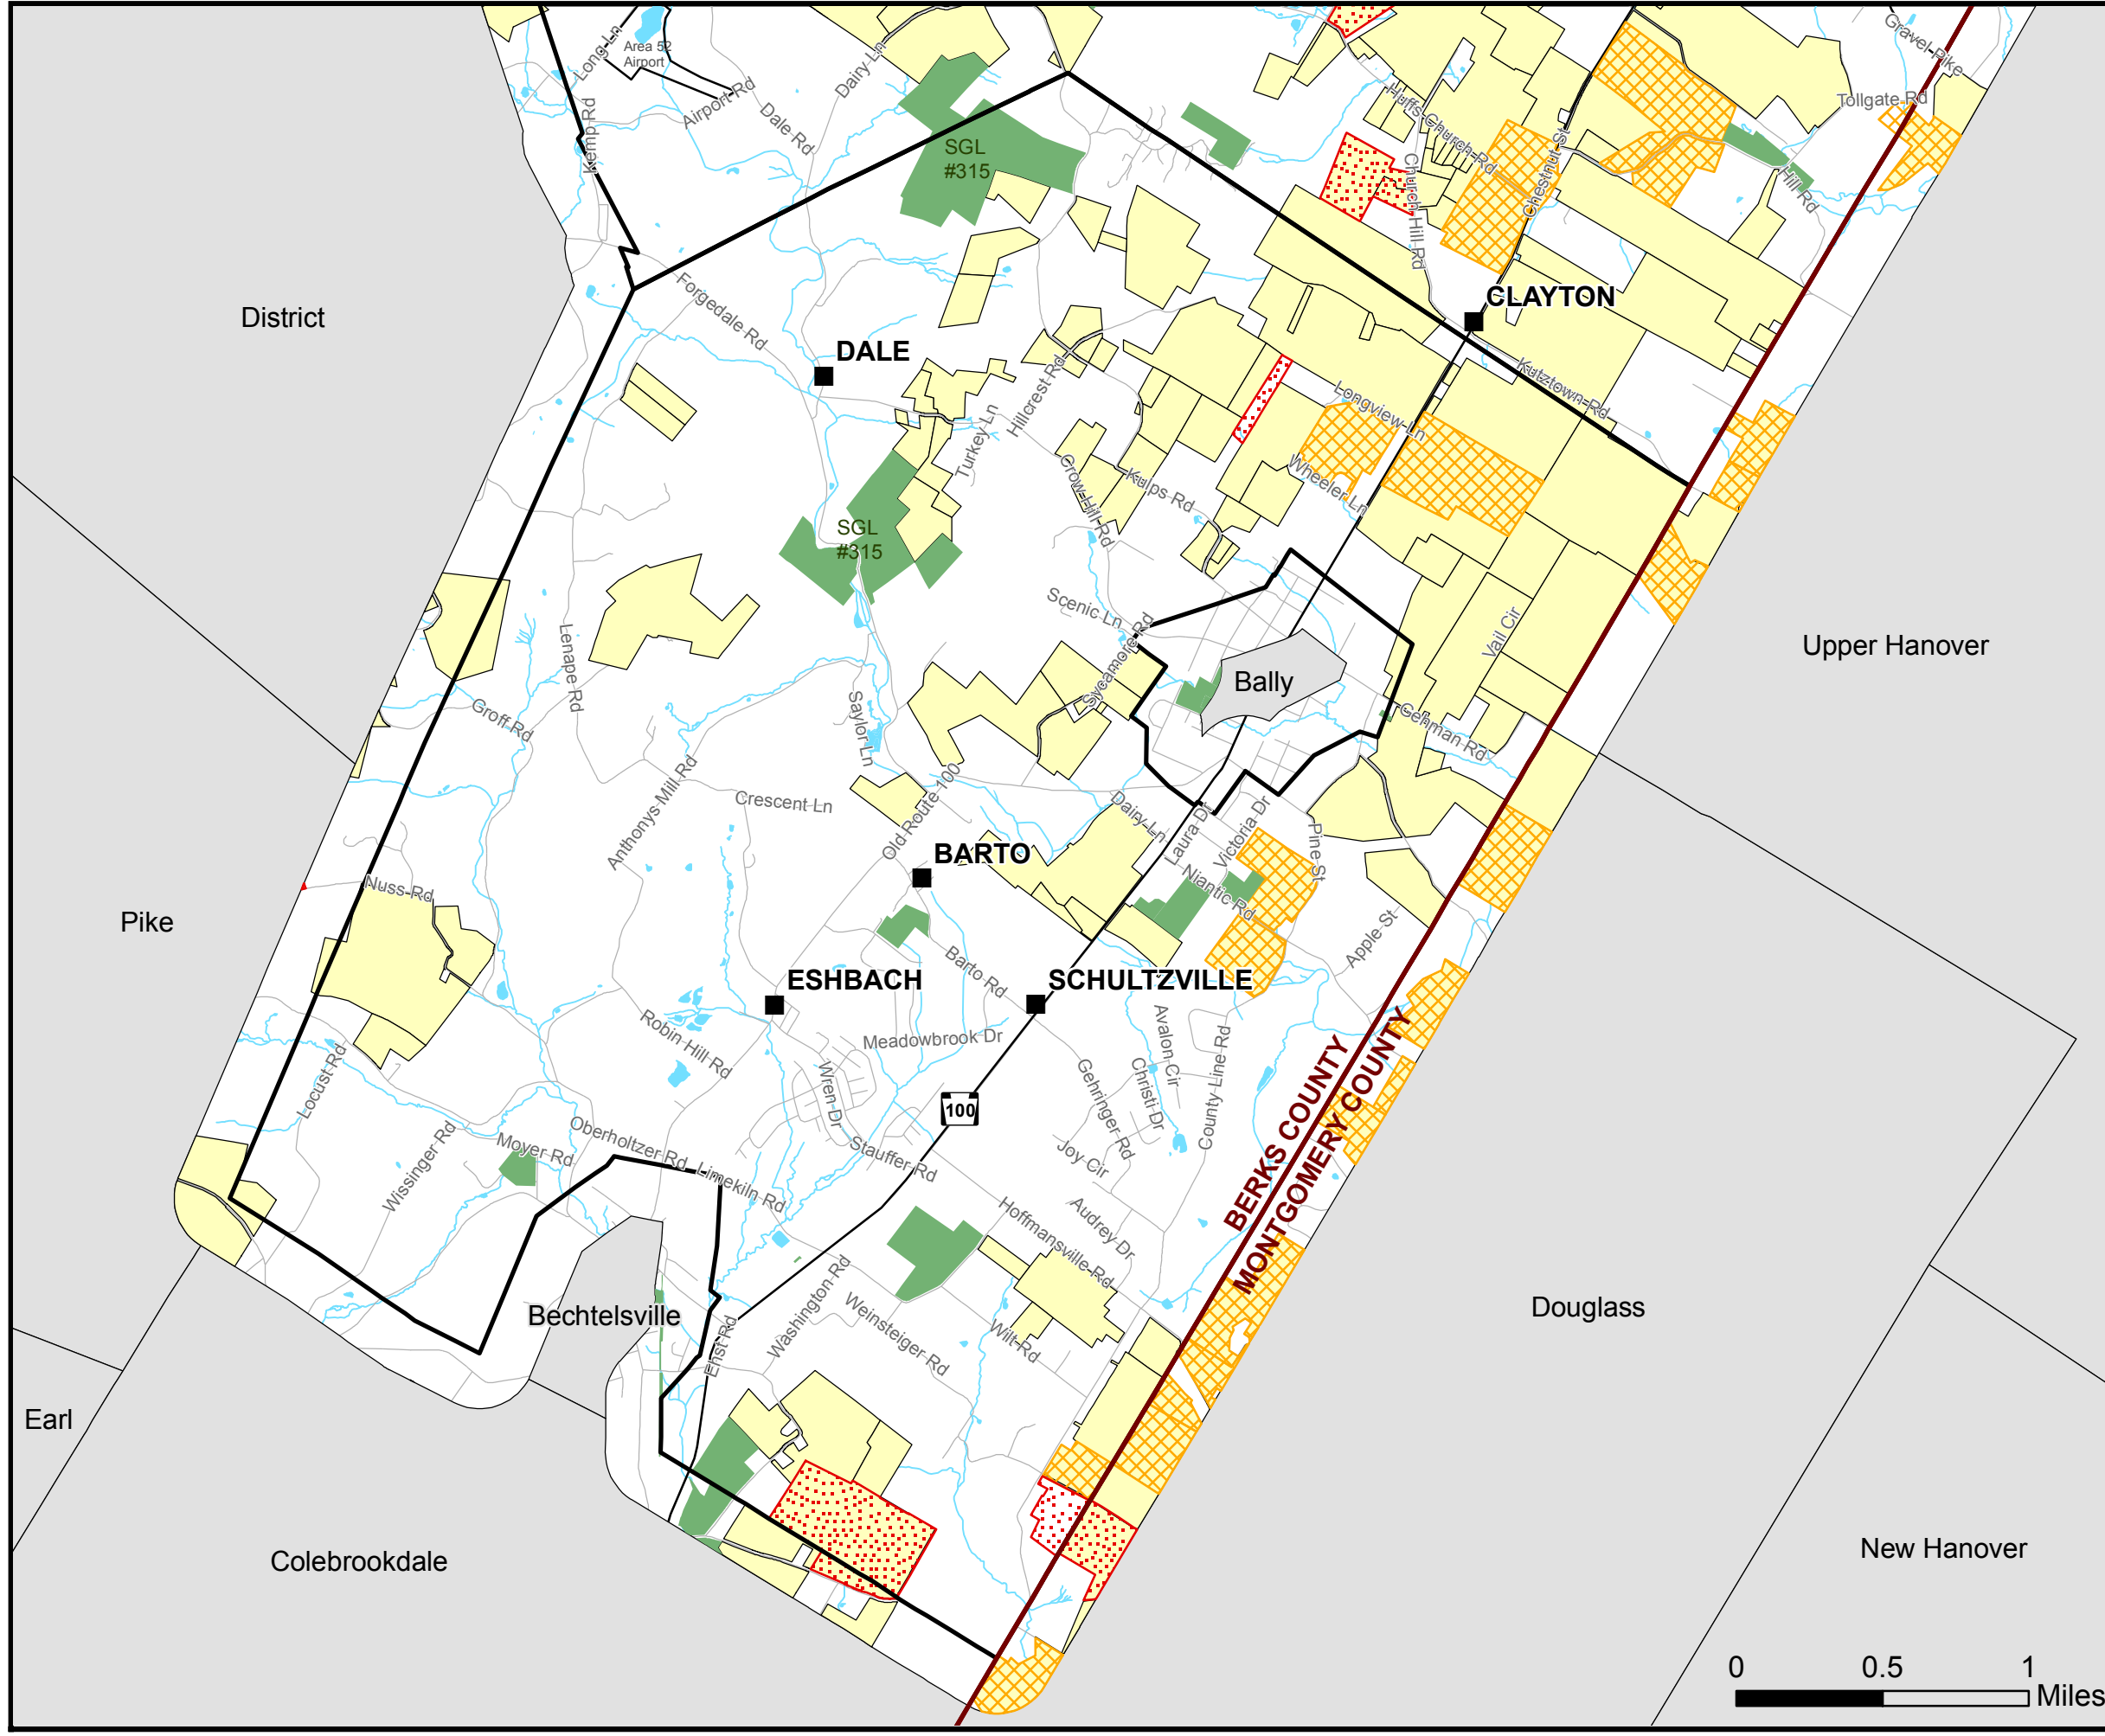 Long Ln
Area 52
Airport
Dairy Ln
Gravel Pike
Kemp Rd
Airport Rd
Dale Rd
Huffs Church Rd
Tollgate Rd
SGL
#315
Church Hill Rd
Chestnut St
Hill Rd
District
Forgedale Rd
CLAYTON
DALE
Hillcrest Rd
Kutztown Rd
Longview Ln
Turkey Ln
Crow Hill Rd
Kulps Rd
Wheeler Ln
SGL
#315
Scenic Ln
Sycamore Rd
Vail Cir
Upper Hanover
Lenape Rd
Bally
Groff Rd
Saylor Ln
Gehman Rd
Anthonys Mill Rd
Crescent Ln
Old Route 100
Dairy Ln
Laura Dr
Victoria Dr
Pine St
BARTO
Niantic Rd
Nuss Rd
Pike
Apple St
Barto Rd
ESHBACH
SCHULTZVILLE
Robin Hill Rd
Meadowbrook Dr
Avalon Cir
Christi Dr
County Line Rd
Locust Rd
Wren Dr
Gehringer Rd
100
BERKS COUNTY
MONTGOMERY COUNTY
Moyer Rd
Oberholtzer Rd
Limekiln Rd
Stauffer Rd
Joy Cir
Wissinger Rd
Hoffmansville Rd
Audrey Dr
Bechtelsville
Ehst Rd
Washington Rd
Weinsteiger Rd
Wilt Rd
Douglass
Earl
Colebrookdale
New Hanover
0 0.5 1
Miles